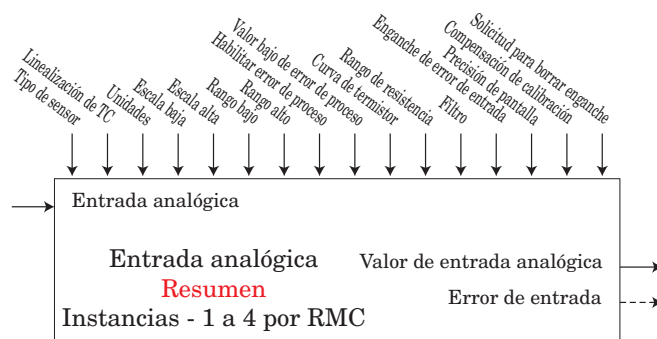 Tipo de sensor
Linealización de TC
Unidades
Escala baja
Escala alta
Rango bajo
Rango alto
Habilitar error de proceso
Valor bajo de error de proceso
Curva de termistor
Rango de resistencia
Filtro
Enganche de error de entrada
Precisión de pantalla
Compensación de calibración
Solicitud para borrar enganche
Entrada analógica
Entrada analógica
Resumen
Instancias - 1 a 4 por RMC
Valor de entrada analógica
Error de entrada